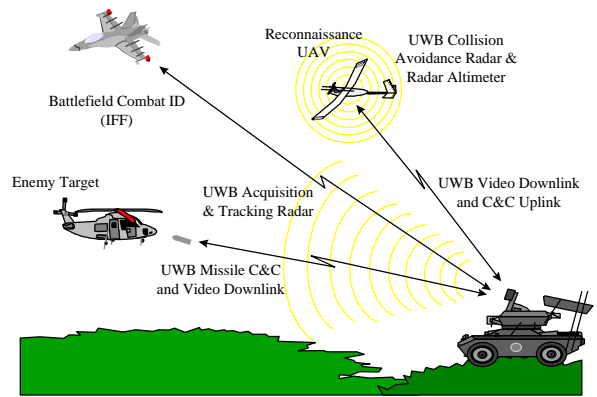 Reconnaissance
UAV
UWB Collision
Avoidance Radar &
Radar Altimeter
Battlefield Combat ID
(IFF)
Enemy Target
UWB Acquisition
& Tracking Radar
UWB Video Downlink
and C&C Uplink
UWB Missile C&C
and Video Downlink